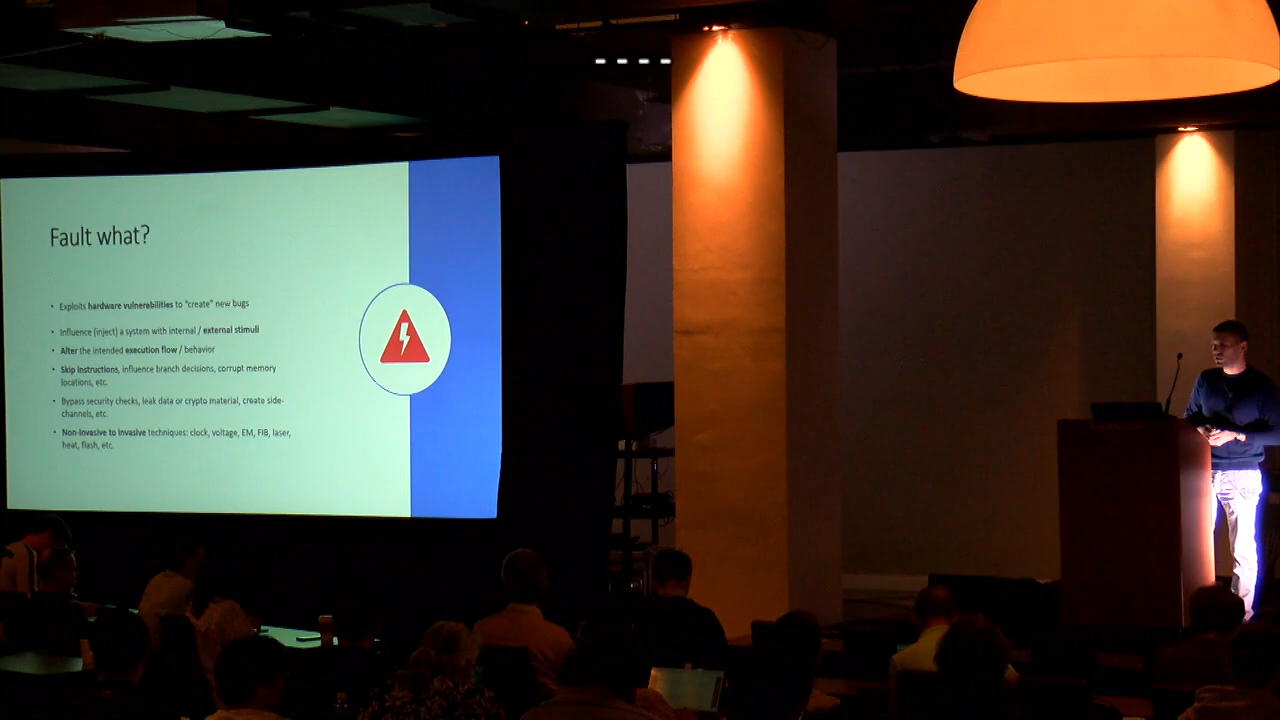 Fault what?
• Exploits hardware vulnerabilities to "create" new bugs
• Influence (inject) a system with internal / external stimuli
• Alter the intended execution flow / behavior
• Skip instructions, influence branch decisions, corrupt memory
locations, etc.
• Bypass security checks, leak data or crypto material, create side-
channels, etc.
• Non-invasive to invasive techniques: clock, voltage, EM, FIB, laser,
heat, flash, etc.